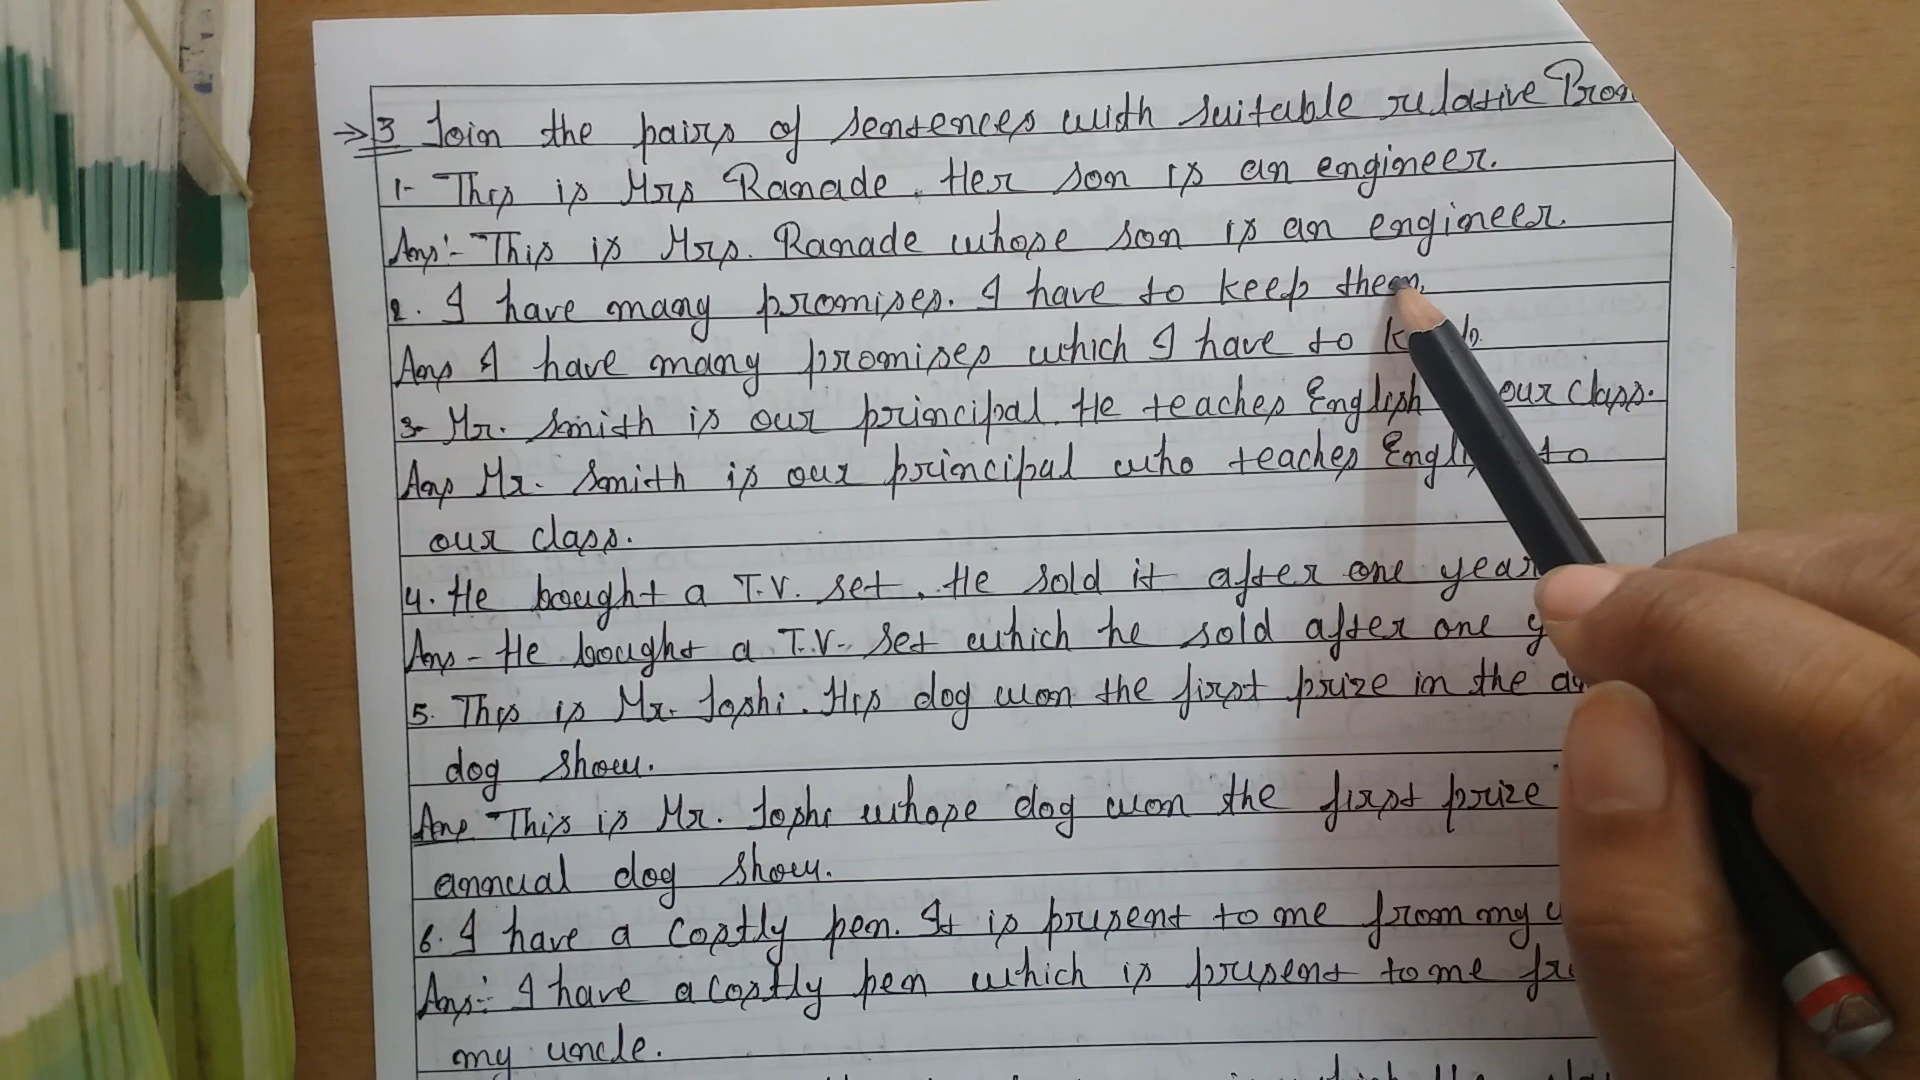 3 Join the pairs of sentences with suitable relative Pron
1- This is Mrs Ranade. Her son is an engineer.
Ans:- This is Mrs. Ranade whose son is an engineer.
2. I have many promises. I have to keep them.
Ans I have many promises which I have to
3- Mr. Smith is our principal. He teaches English our class.
Ans Mr. Smith is our principal who teaches Engli to
our class.
4. He bought a T.V. set. He sold it after one year
Ans - He bought a T.V. set which he sold after one y
5. This is Mr. Joshi. His dog won the first prize in the
dog show.
Ans- This is Mr. Joshi whose dog won the first prize
annual dog show.
6. I have a costly pen. It is present to me from my u
Ans:- I have a costly pen which is present to me fr
my uncle.